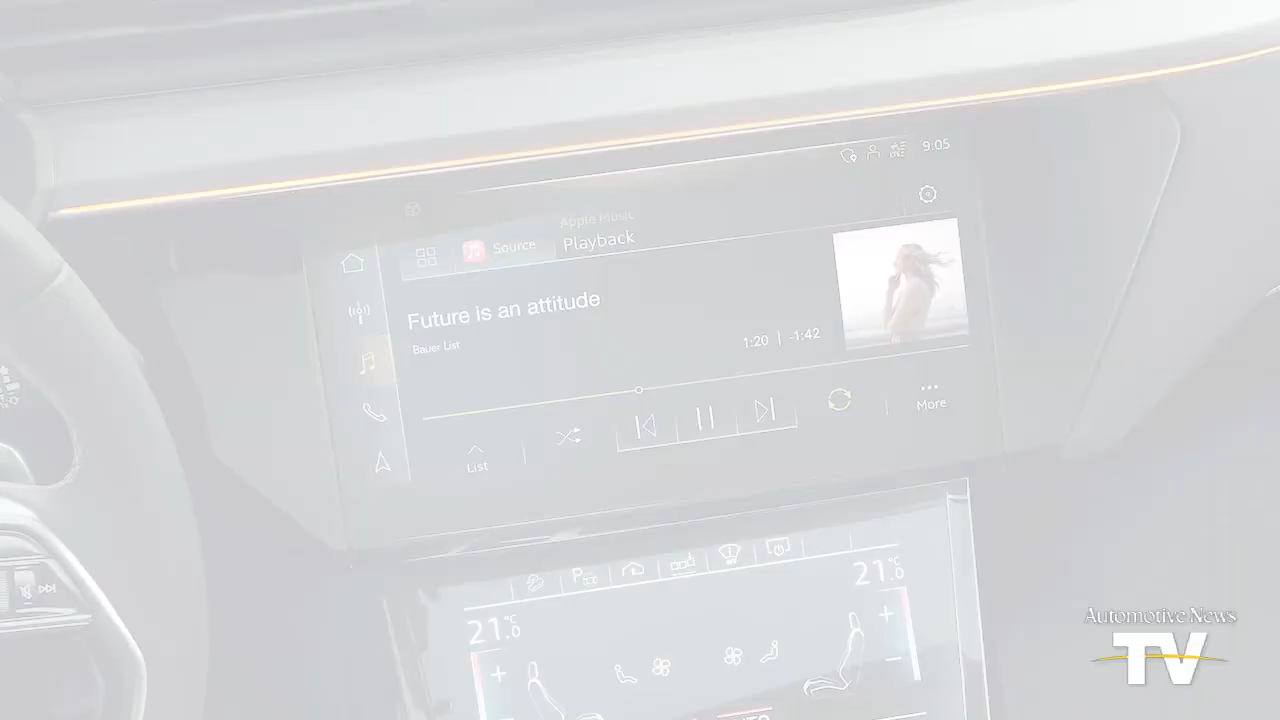 9:05
Apple Music
Source
Playback
Future is an attitude
Bauer List
1:20 | -1:42
More
List
21.0 °C
21.0 °C
Automotive News
TV